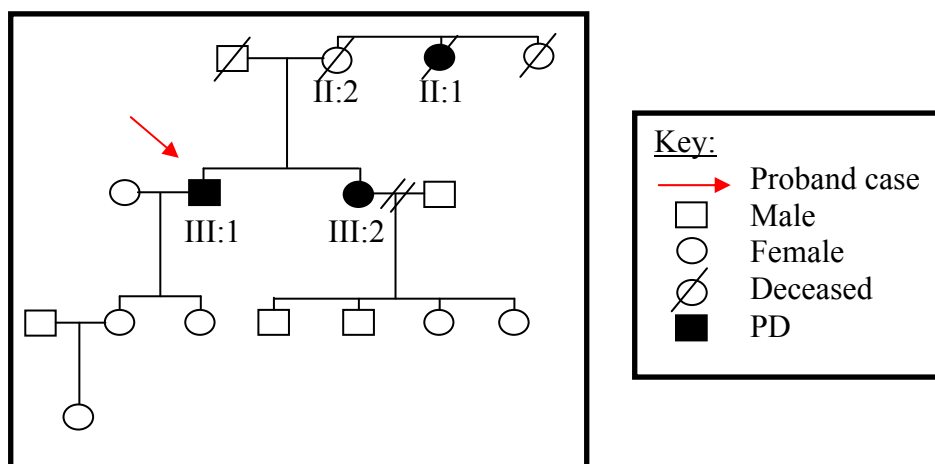 II:2
II:1
III:1
III:2
Key:
Proband case
Male
Female
Deceased
PD